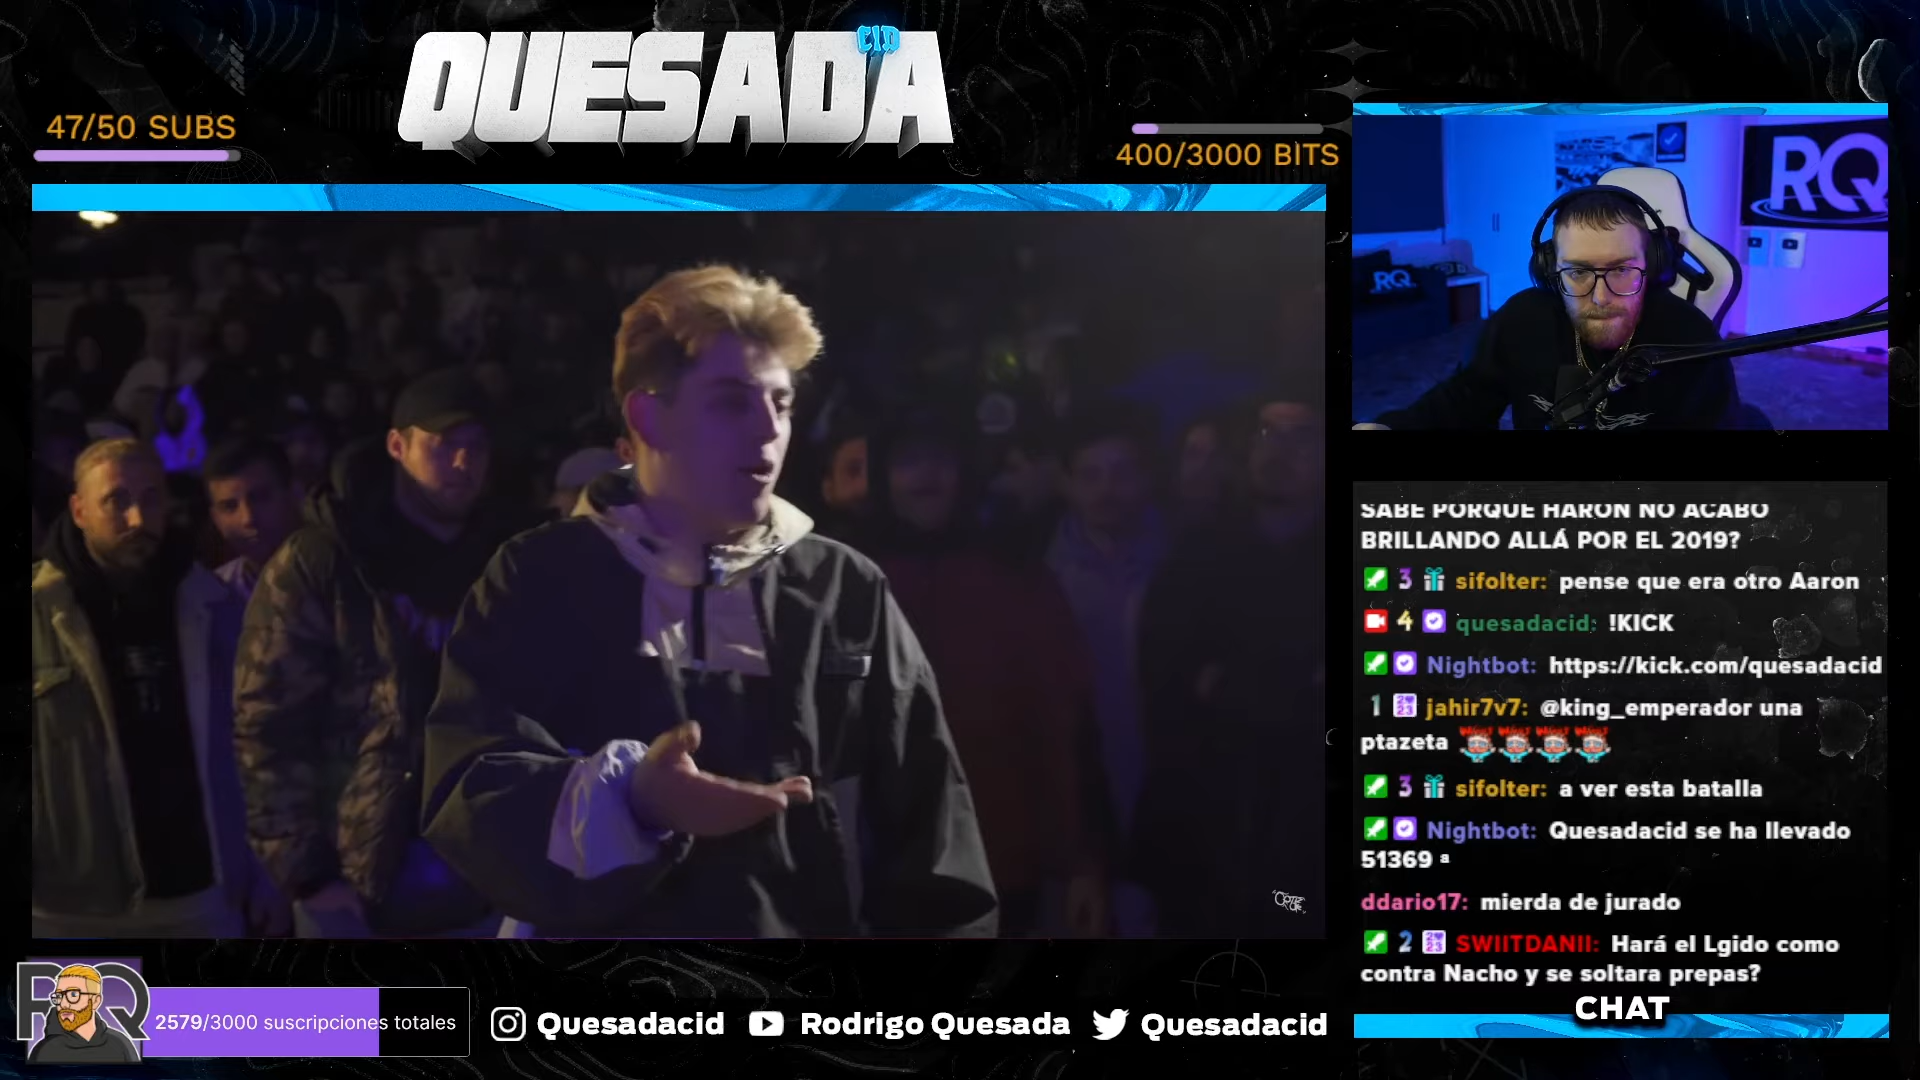 QUESADA
CID
47/50 SUBS
400/3000 BITS
RQ
RQ
SABE PORQUE HARON NO ACABO
BRILLANDO ALLÁ POR EL 2019?
3 sifolter: pense que era otro Aaron
4 quesadacid: !KICK
Nightbot: https://kick.com/quesadacid
1 jahir7v7: @king_emperador una
ptazeta
3 sifolter: a ver esta batalla
Nightbot: Quesadacid se ha llevado
51369 ª
ddario17: mierda de jurado
2 SWIITDANII: Hará el Lgido como
contra Nacho y se soltara prepas?
CHAT
RQ
2579/3000 suscripciones totales
Quesadacid
Rodrigo Quesada
Quesadacid